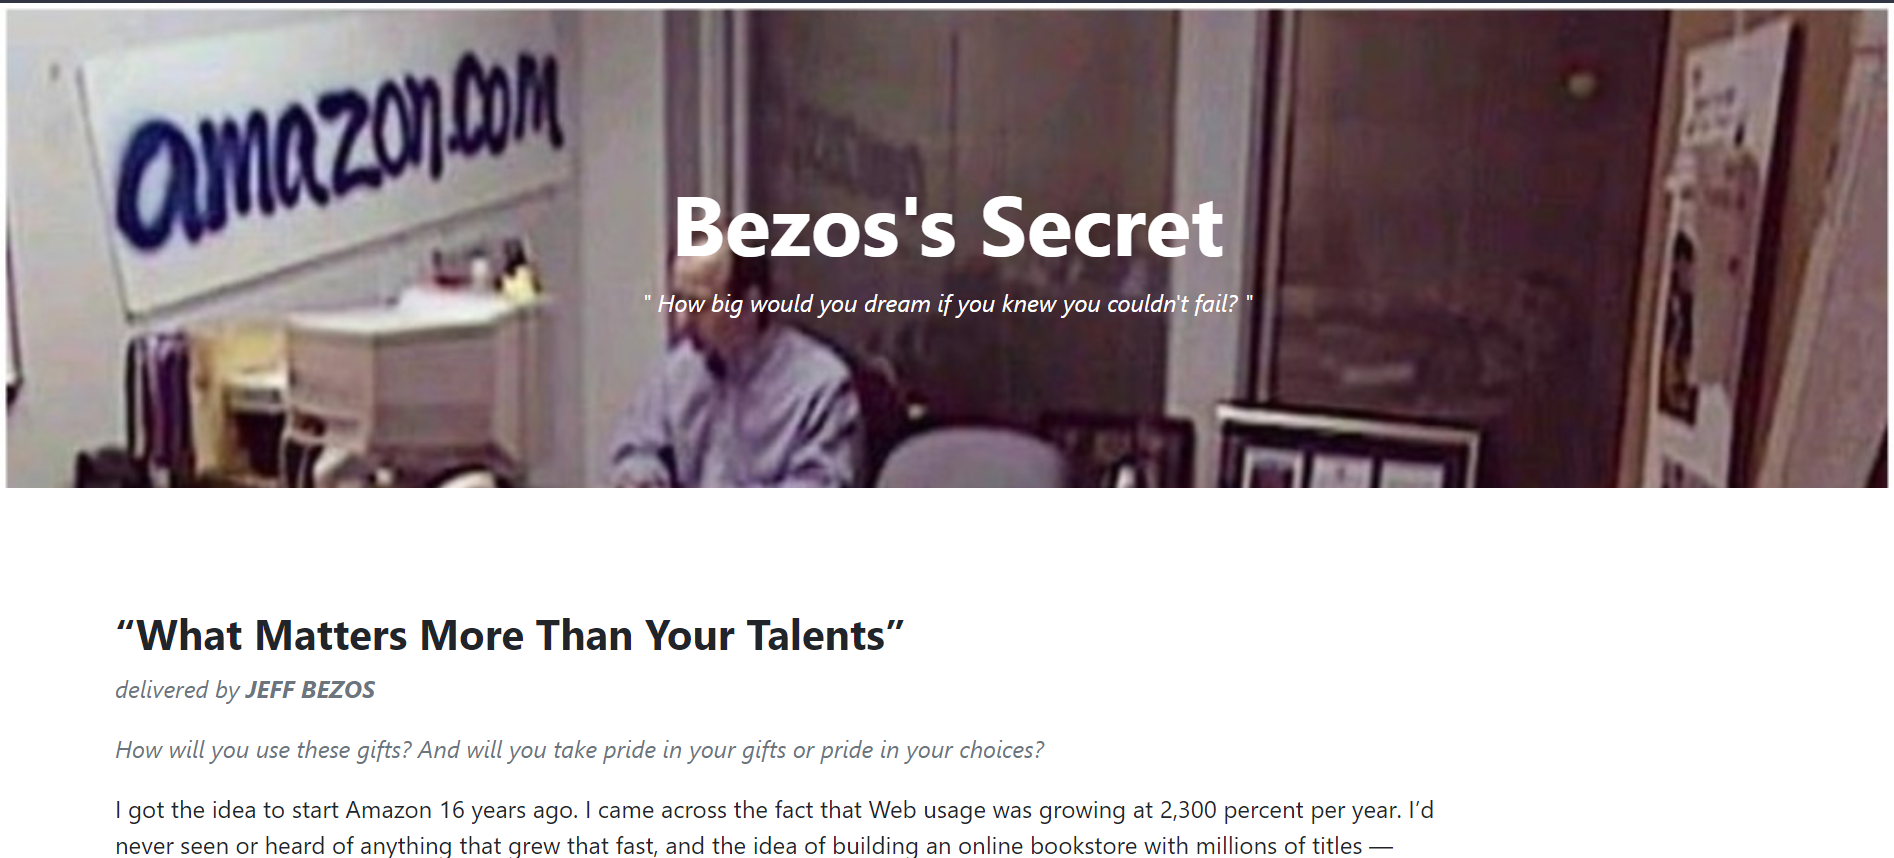 amazon.com
Bezos's Secret
" How big would you dream if you knew you couldn't fail? "
“What Matters More Than Your Talents”
delivered by JEFF BEZOS
How will you use these gifts? And will you take pride in your gifts or pride in your choices?
I got the idea to start Amazon 16 years ago. I came across the fact that Web usage was growing at 2,300 percent per year. I’d
never seen or heard of anything that grew that fast, and the idea of building an online bookstore with millions of titles —